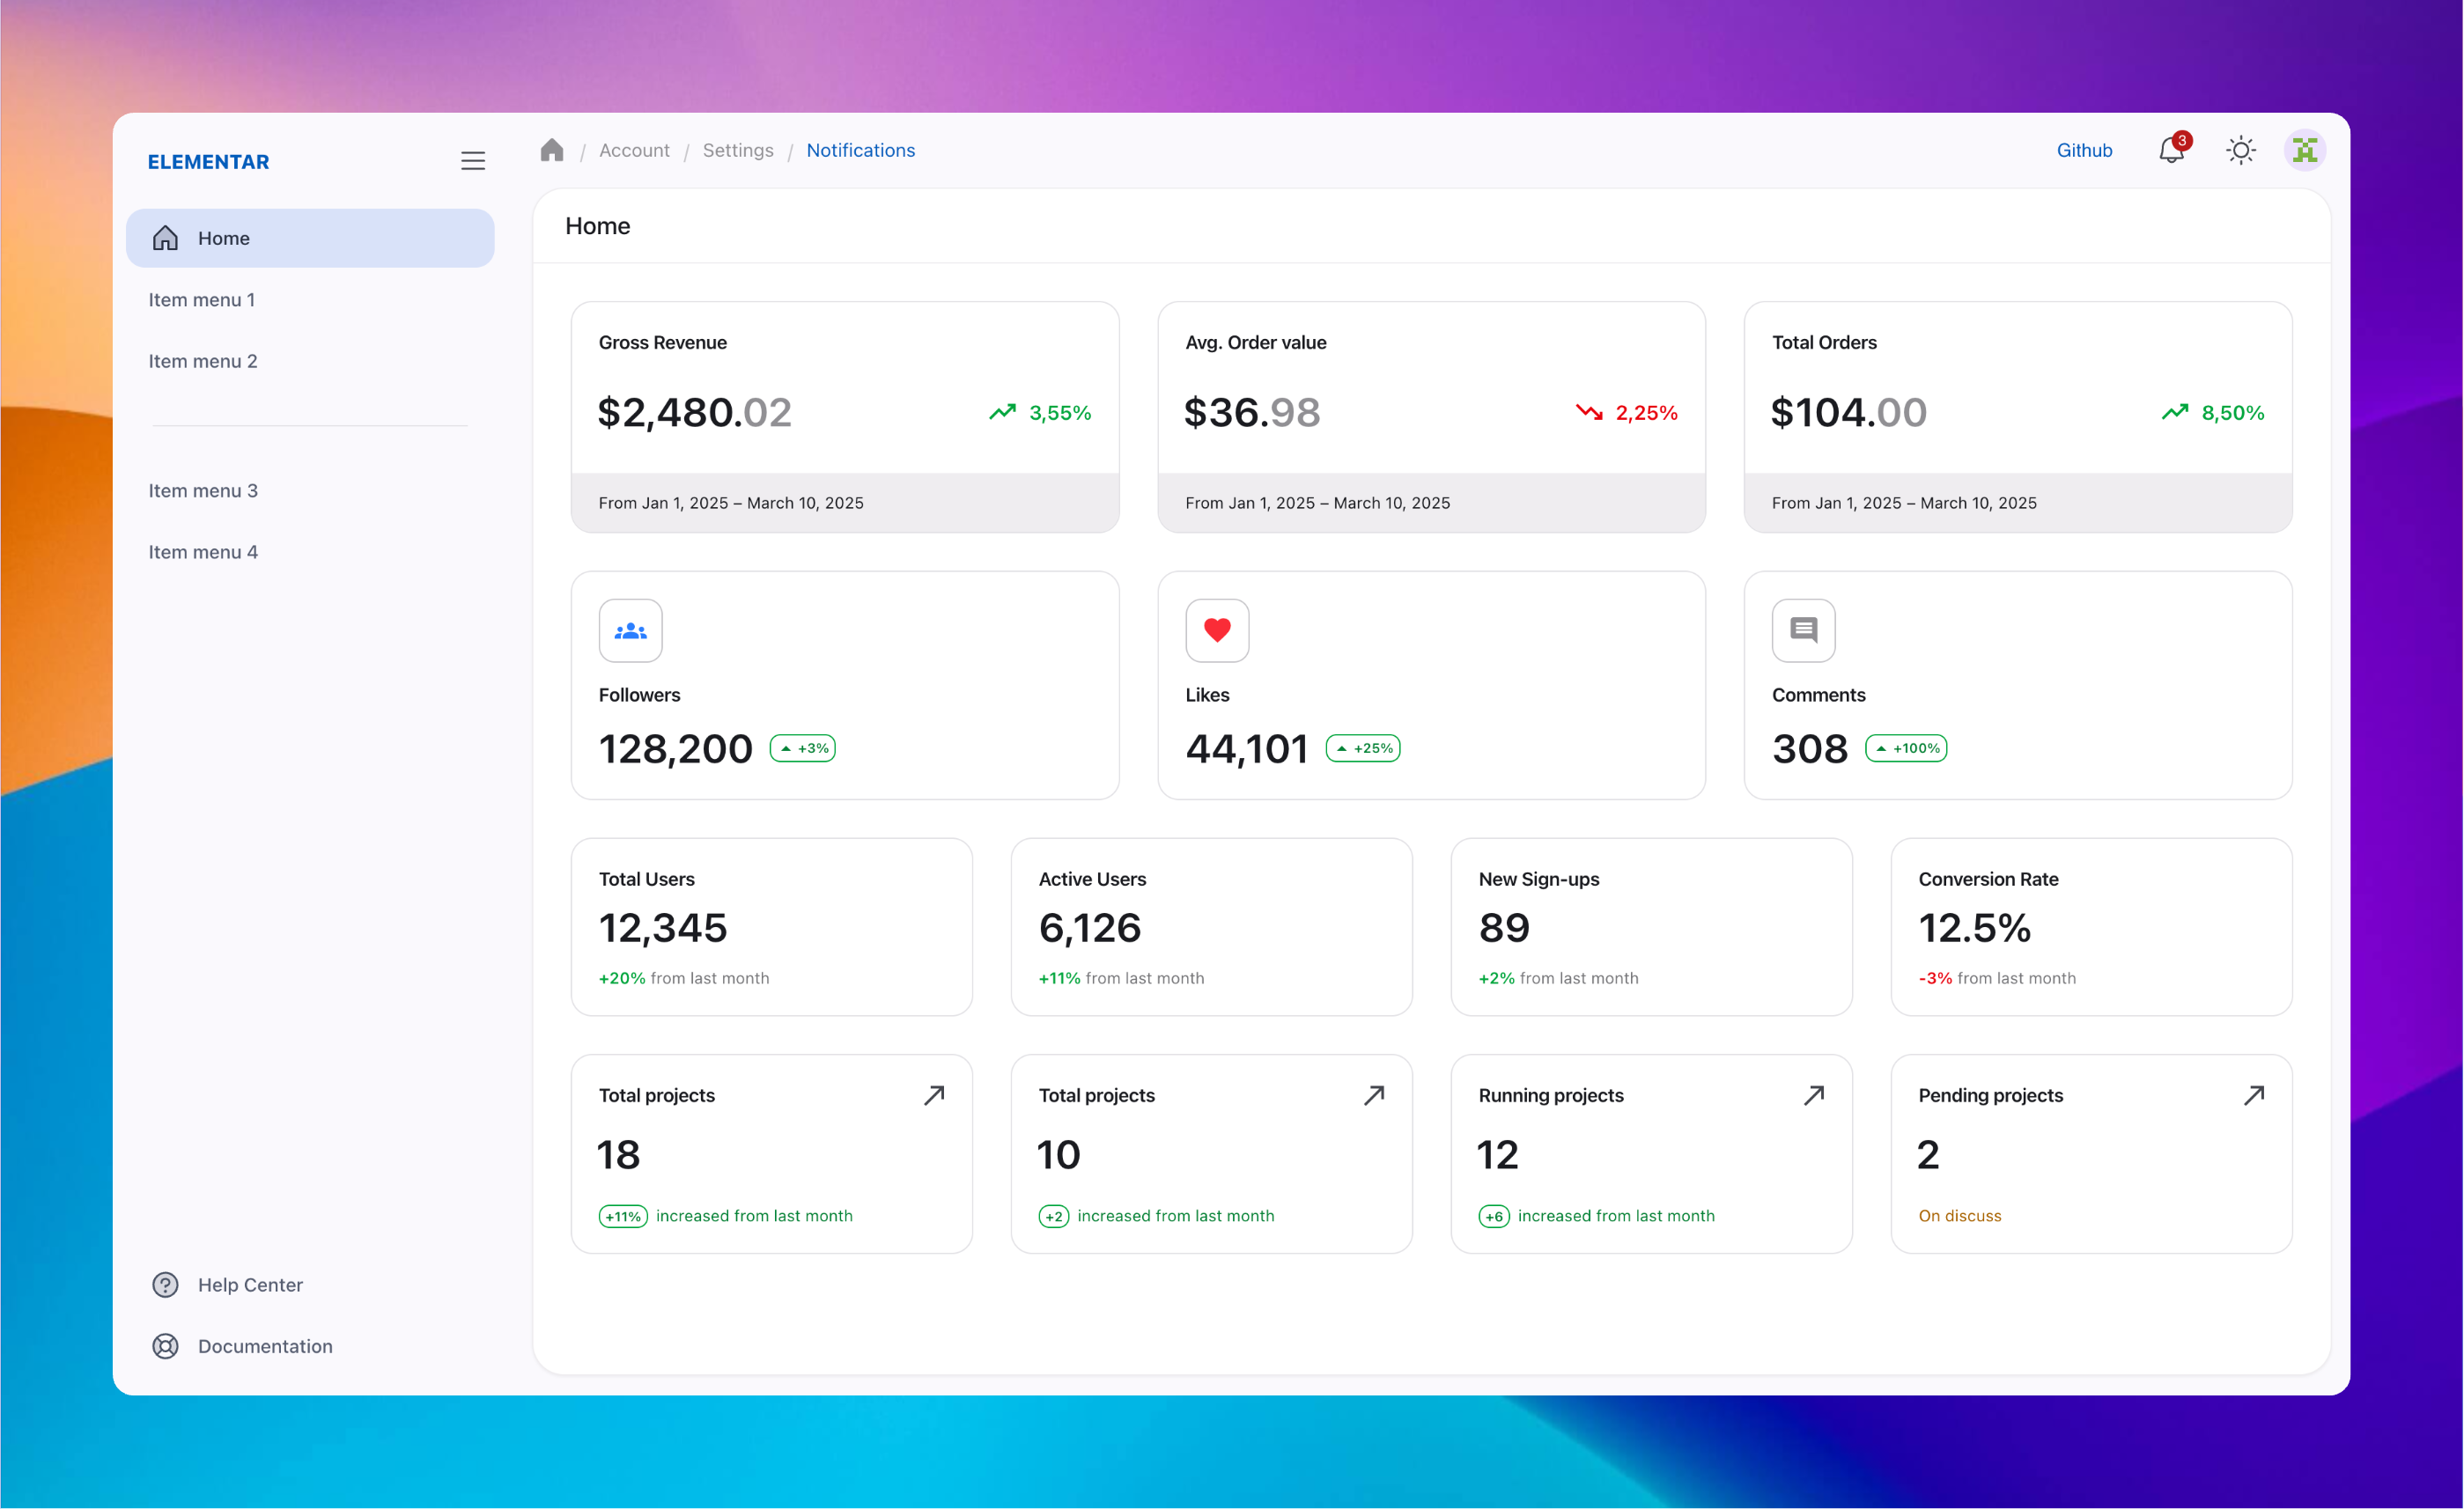 ELEMENTAR
Home
Item menu 1
Item menu 2
Item menu 3
Item menu 4
Help Center
Documentation
/ Account / Settings / Notifications
Github
3
Home
Gross Revenue
$2,480.02
3,55%
From Jan 1, 2025 – March 10, 2025
Avg. Order value
$36.98
2,25%
From Jan 1, 2025 – March 10, 2025
Total Orders
$104.00
8,50%
From Jan 1, 2025 – March 10, 2025
Followers
128,200 +3%
Likes
44,101 +25%
Comments
308 +100%
Total Users
12,345
+20% from last month
Active Users
6,126
+11% from last month
New Sign-ups
89
+2% from last month
Conversion Rate
12.5%
-3% from last month
Total projects
18
+11% increased from last month
Total projects
10
+2 increased from last month
Running projects
12
+6 increased from last month
Pending projects
2
On discuss